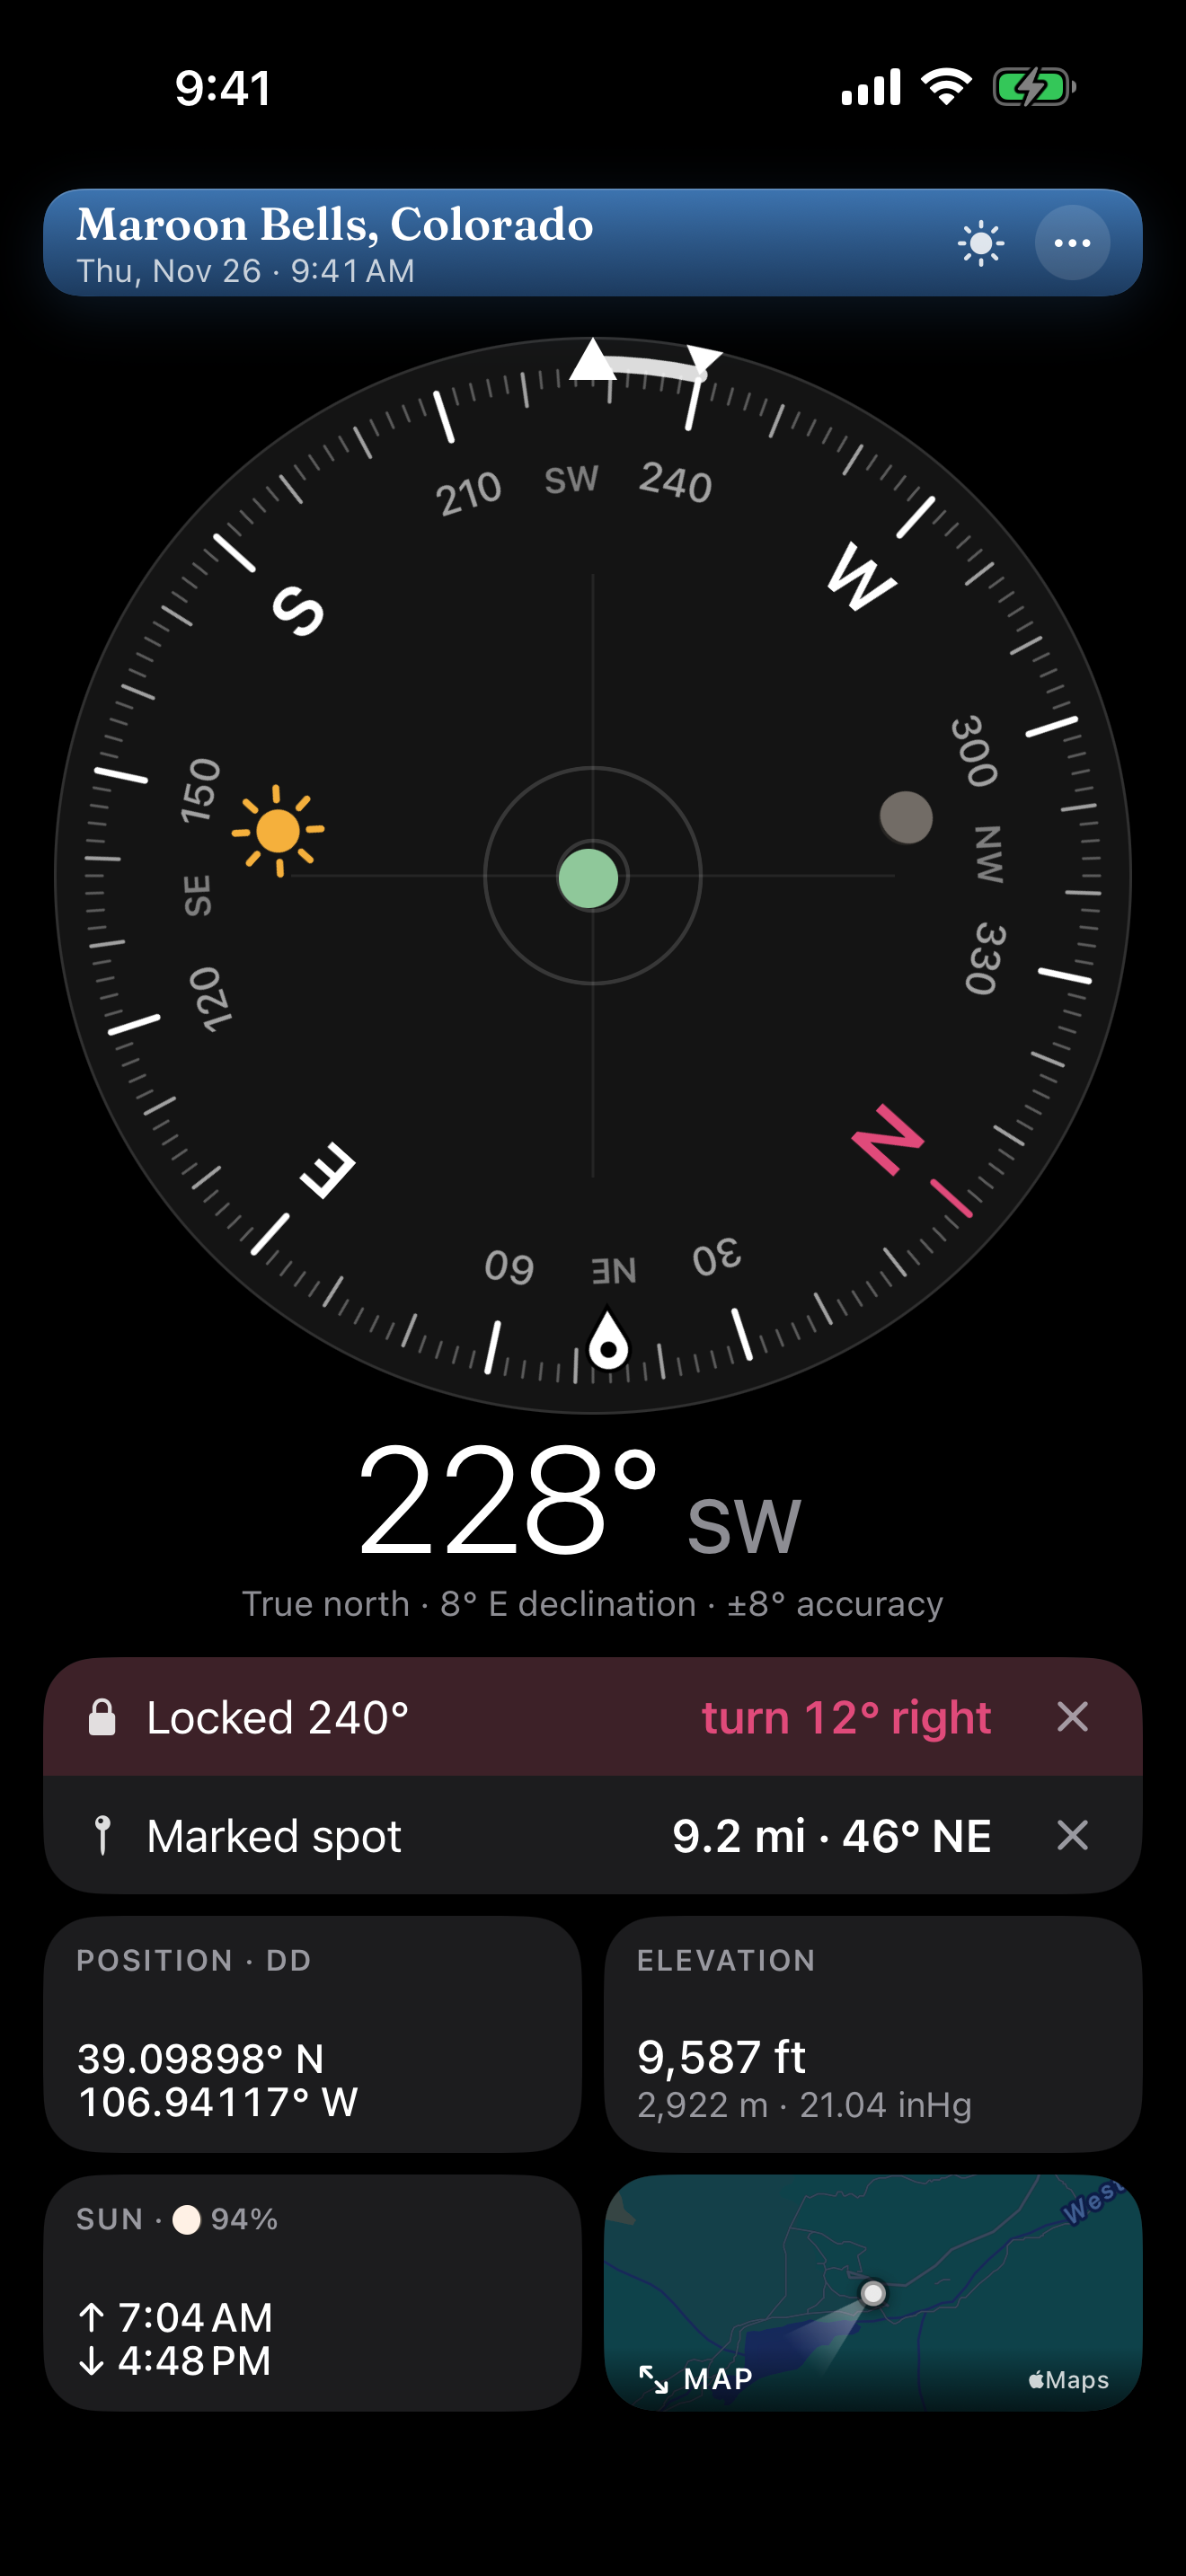 9:41
Maroon Bells, Colorado
Thu, Nov 26 · 9:41 AM
210 SW 240
S W
150 300
SE NW
120 330
E N
60 NE 30
228° SW
True north · 8° E declination · ±8° accuracy
Locked 240° turn 12° right
Marked spot 9.2 mi · 46° NE
POSITION · DD
39.09898° N
106.94117° W
ELEVATION
9,587 ft
2,922 m · 21.04 inHg
SUN · 94%
↑ 7:04 AM
↓ 4:48 PM
West
MAP
Maps